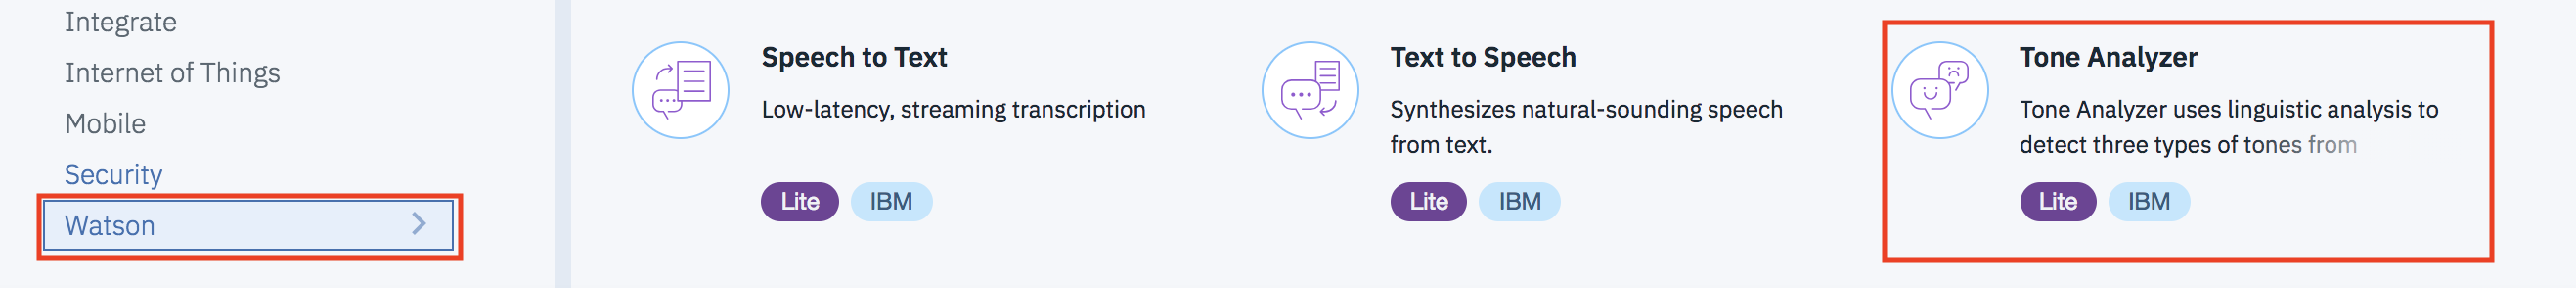 Integrate
Internet of Things
Mobile
Security
Watson
Speech to Text
Low-latency, streaming transcription
Lite IBM
Text to Speech
Synthesizes natural-sounding speech
from text.
Lite IBM
Tone Analyzer
Tone Analyzer uses linguistic analysis to
detect three types of tones from
Lite IBM